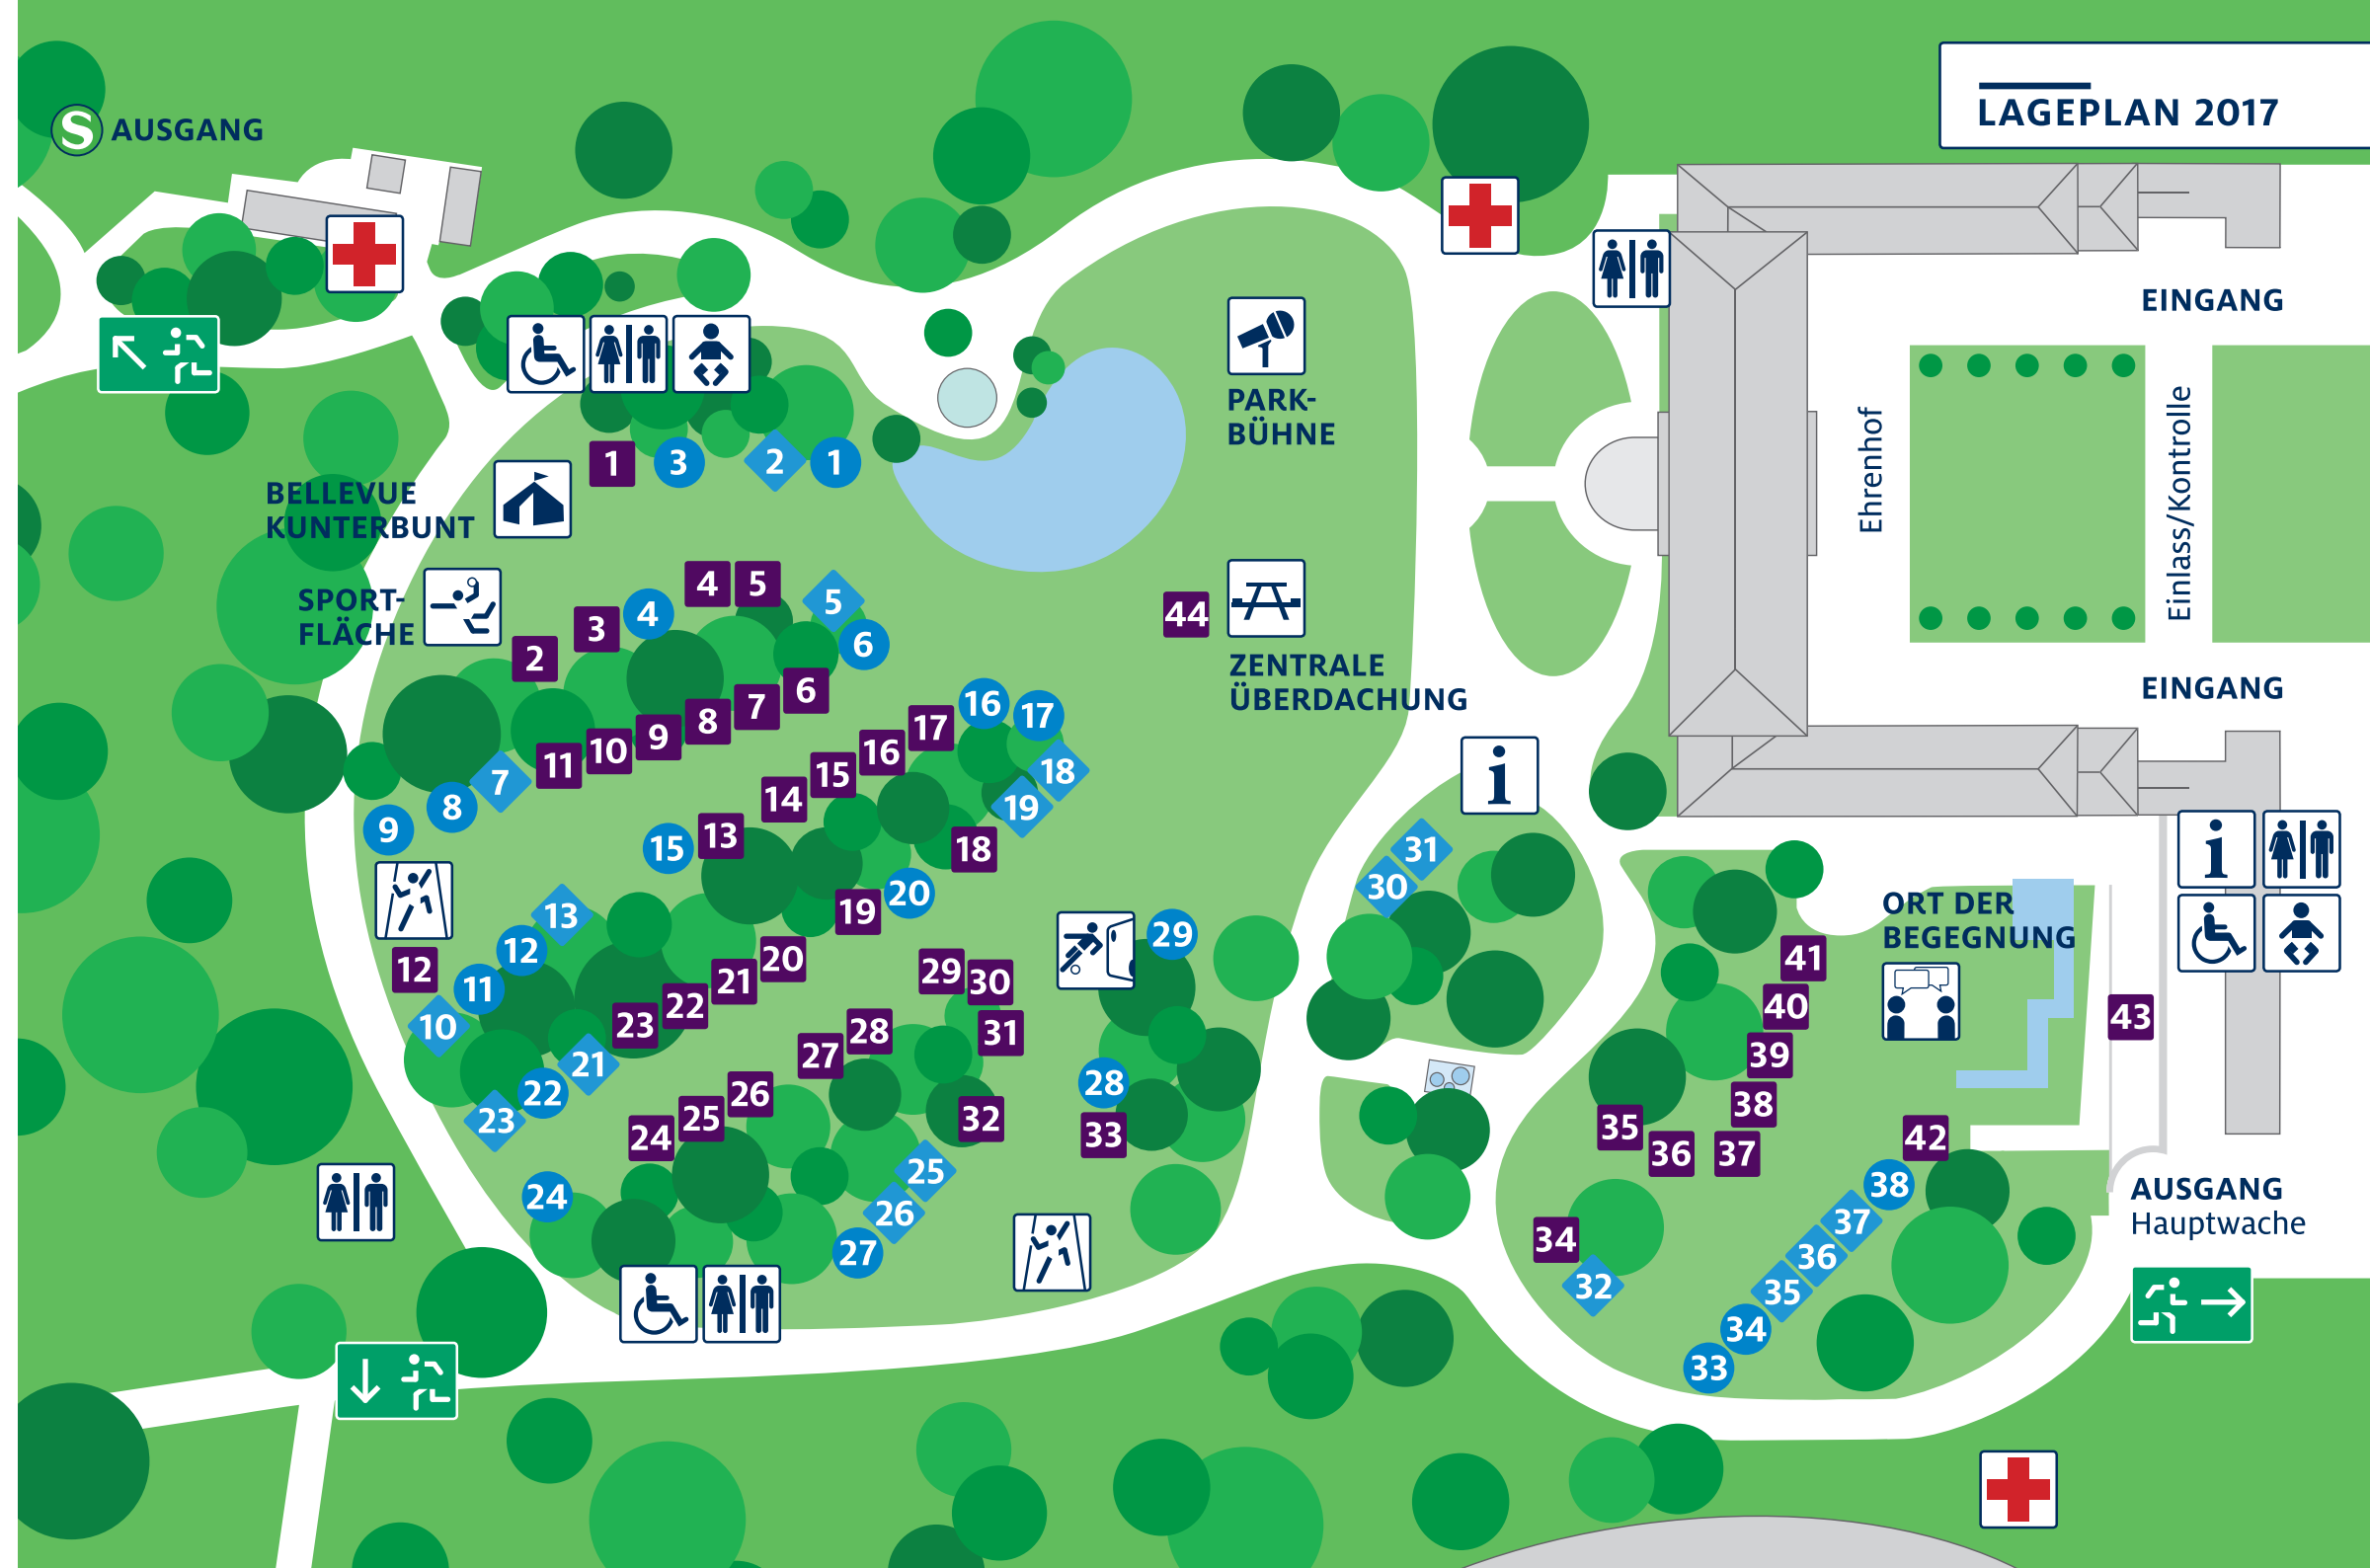 LAGEPLAN 2017
S AUSGANG
EINGANG
PARK-
BÜHNE
Ehrenhof
Einlass/Kontrolle
1 3 2 1
BELLEVUE
KUNTERBUNT
SPORT-
FLÄCHE
4 5 5
3 4 6
2
44
ZENTRALE
ÜBERDACHUNG
EINGANG
11 10 9 8 7 6
9 8 7
17 16 17
13 14 15 16 18
15 19
18
i
31
30
i
13
12
12
11
10
19 20
23 22 21 20
21
22
23
29 30
29
27 28 31
28
24 25 26
32
33
24
25
26
27
ORT DER
BEGEGNUNG
41
40
39
38
35 36 37
43
42
34
32
38
37
36
35
34
33
AUSGANG
Hauptwache